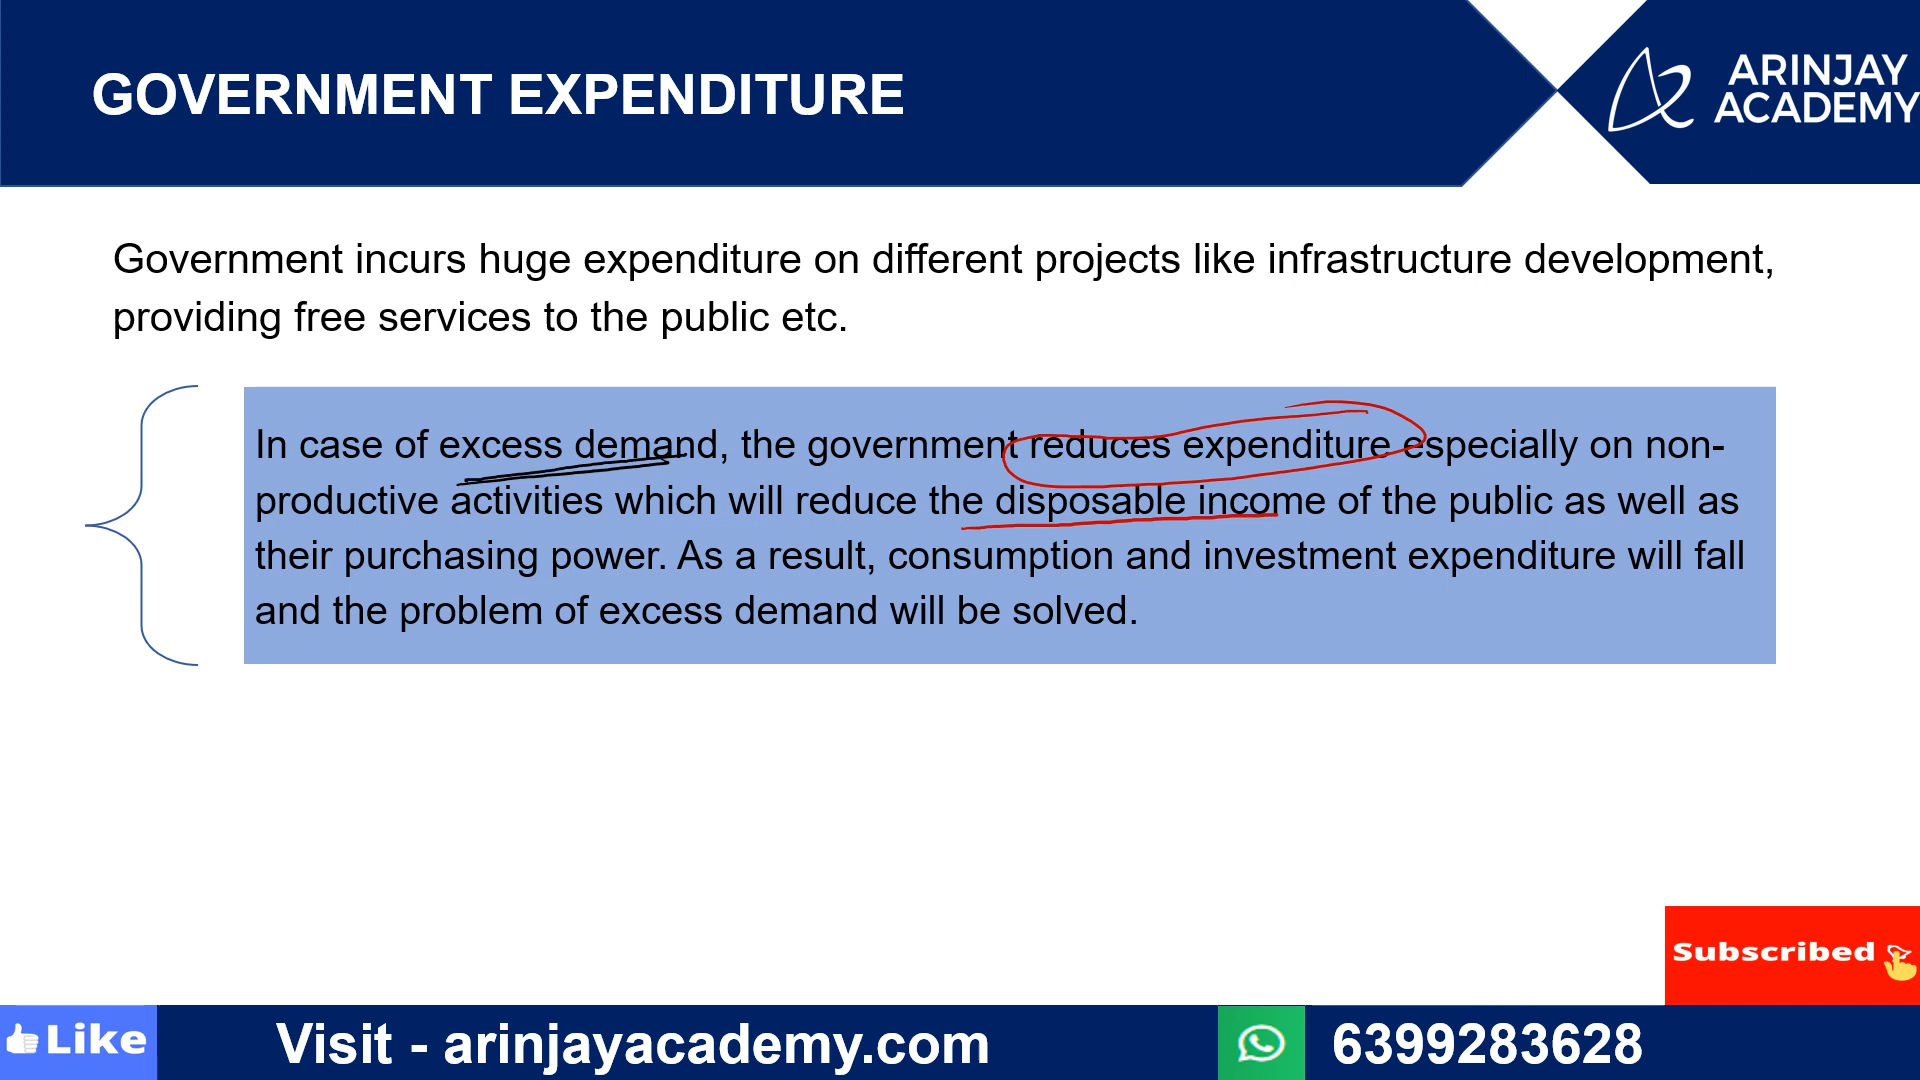 GOVERNMENT EXPENDITURE
ARINJAY
ACADEMY
Government incurs huge expenditure on different projects like infrastructure development,
providing free services to the public etc.
In case of excess demand, the government reduces expenditure especially on non-
productive activities which will reduce the disposable income of the public as well as
their purchasing power. As a result, consumption and investment expenditure will fall
and the problem of excess demand will be solved.
Subscribed
Like
Visit - arinjayacademy.com
6399283628